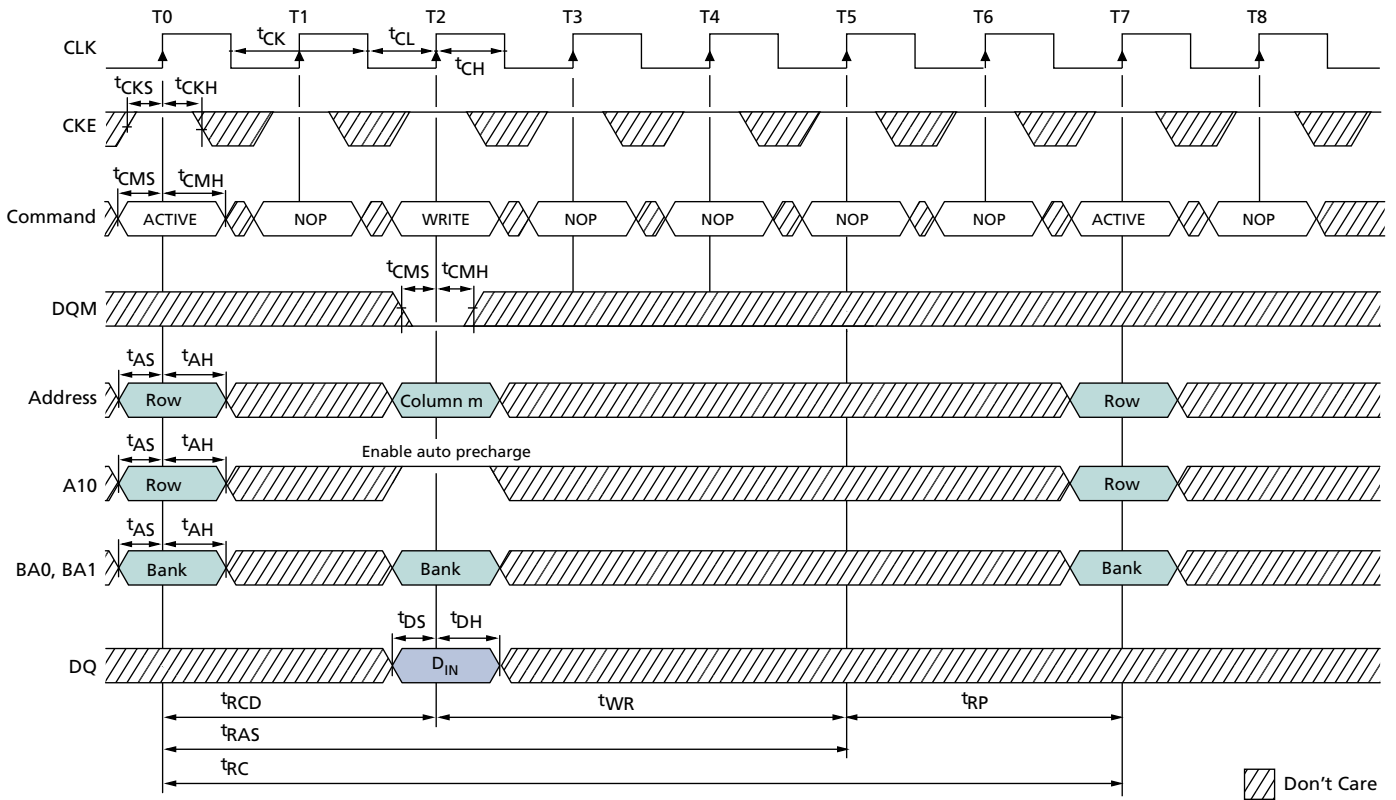 T0 T1 T2 T3 T4 T5 T6 T7 T8
CLK tCK tCL tCH
tCKS tCKH
CKE
tCMS tCMH
Command ACTIVE NOP WRITE NOP NOP NOP NOP ACTIVE NOP
tCMS tCMH
DQM
tAS tAH
Address Row Column m Row
tAS tAH Enable auto precharge
A10 Row Row
tAS tAH
BA0, BA1 Bank Bank Bank
tDS tDH
DQ DIN
tRCD tWR tRP
tRAS
tRC
Don't Care